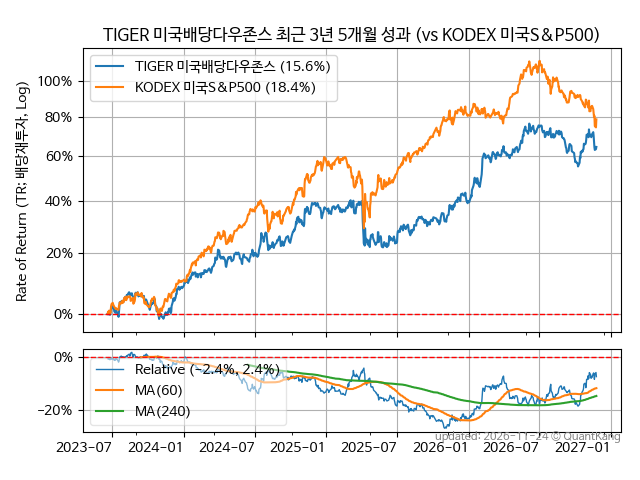 TIGER 미국배당다우존스 최근 3년 5개월 성과 (vs KODEX 미국S&P500)
Rate of Return (TR: 배당재투자, Log)
100%
80%
60%
40%
20%
0%
TIGER 미국배당다우존스 (15.6%)
KODEX 미국S&P500 (18.4%)
0%
−20%
Relative (−2.4%, 2.4%)
MA(60)
MA(240)
2023-07
2024-01
2024-07
2025-01
2025-07
2026-01
2026-07
2027-01
updated: 2026-11-24 © QuantKang